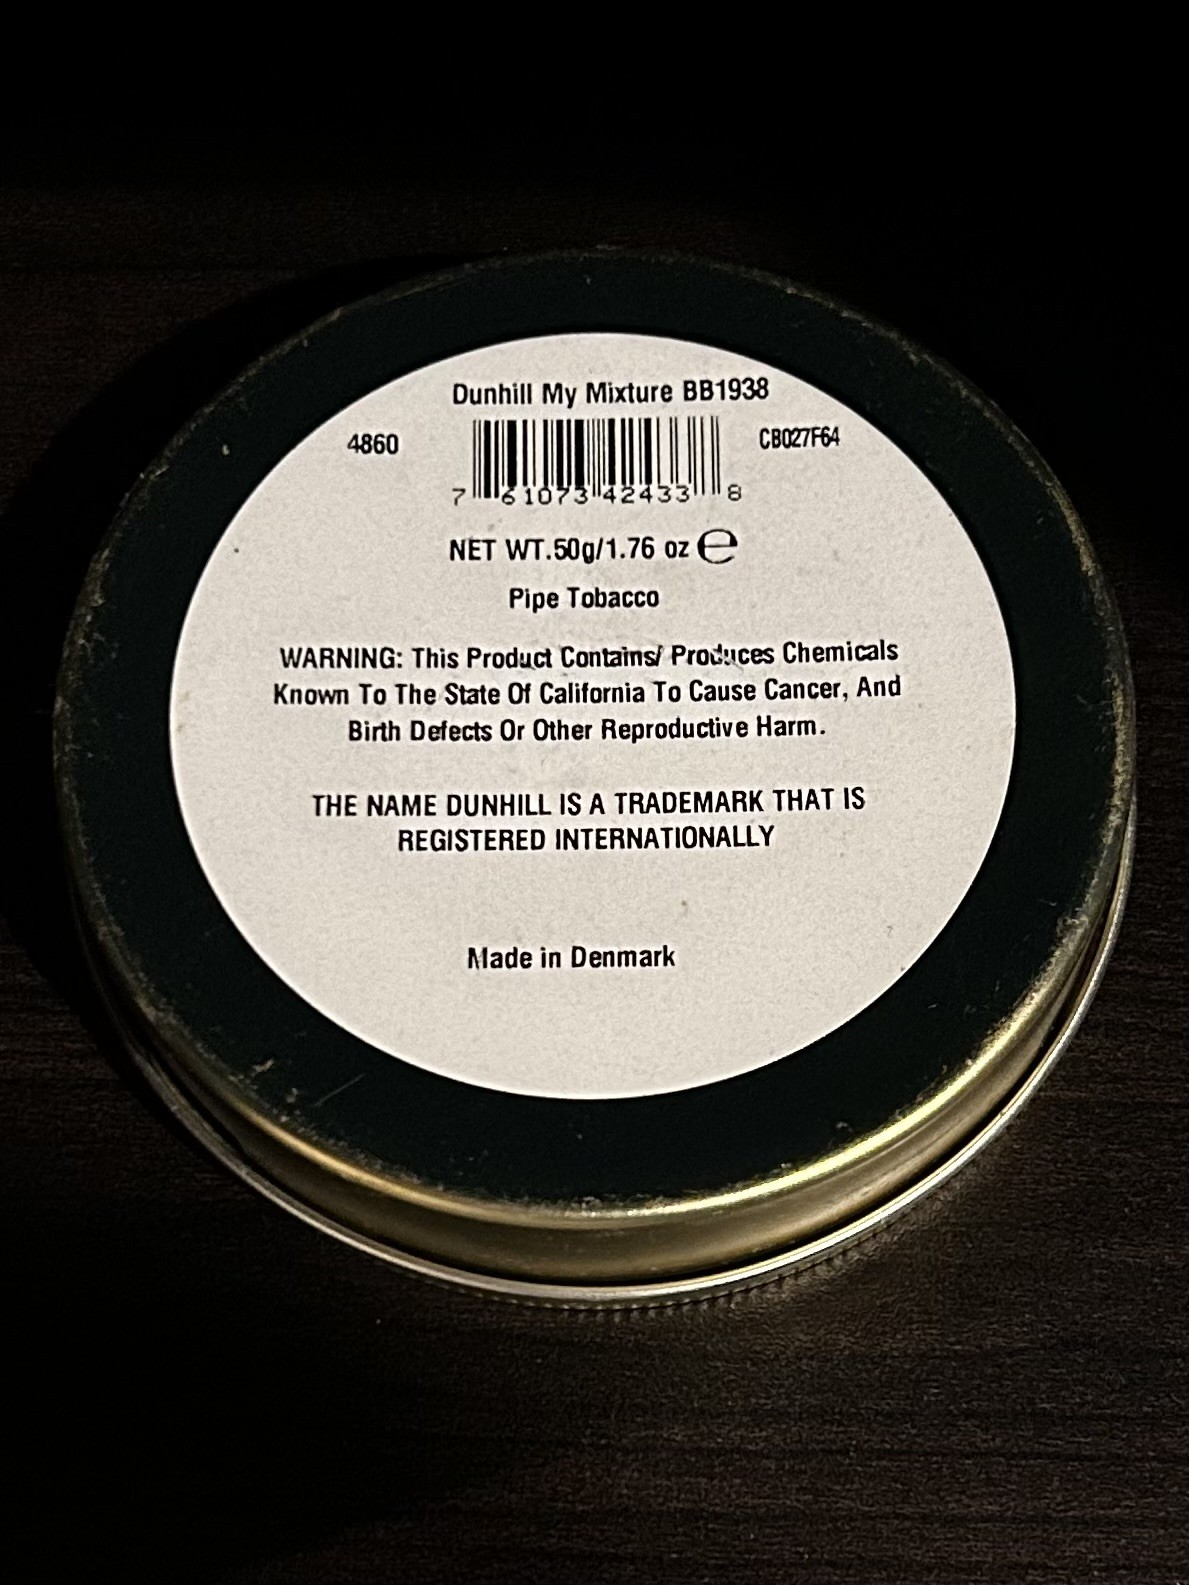 Dunhill My Mixture BB1938
4860
CB027F64
7 61073 42433 8
NET WT.50g/1.76 oz ℮
Pipe Tobacco
WARNING: This Product Contains/ Produces Chemicals
Known To The State Of California To Cause Cancer, And
Birth Defects Or Other Reproductive Harm.
THE NAME DUNHILL IS A TRADEMARK THAT IS
REGISTERED INTERNATIONALLY
Made in Denmark